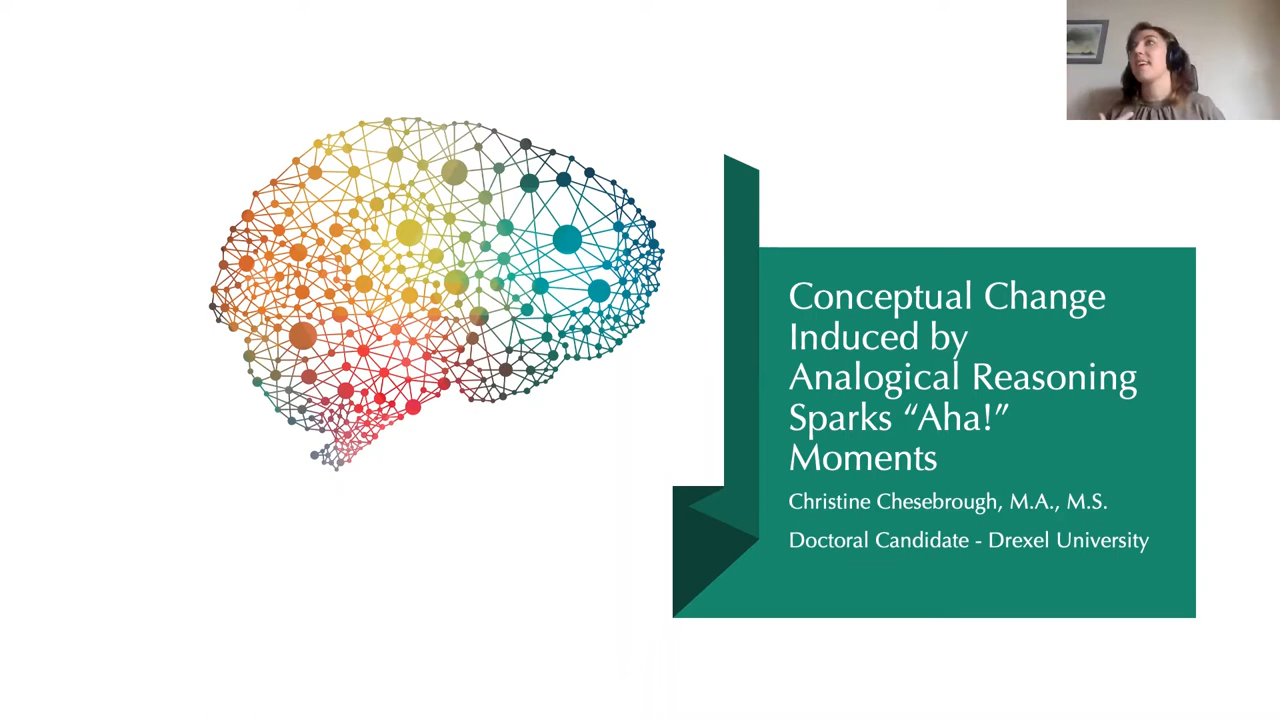 Conceptual Change
Induced by
Analogical Reasoning
Sparks “Aha!”
Moments
Christine Chesebrough, M.A., M.S.
Doctoral Candidate - Drexel University